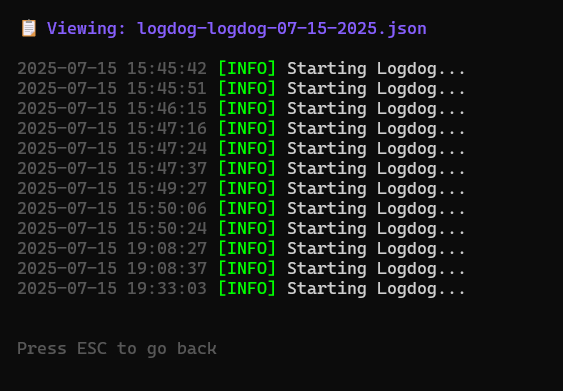 📋 Viewing: logdog-logdog-07-15-2025.json
2025-07-15 15:45:42 [INFO] Starting Logdog...
2025-07-15 15:45:51 [INFO] Starting Logdog...
2025-07-15 15:46:15 [INFO] Starting Logdog...
2025-07-15 15:47:16 [INFO] Starting Logdog...
2025-07-15 15:47:24 [INFO] Starting Logdog...
2025-07-15 15:47:37 [INFO] Starting Logdog...
2025-07-15 15:49:27 [INFO] Starting Logdog...
2025-07-15 15:50:06 [INFO] Starting Logdog...
2025-07-15 15:50:24 [INFO] Starting Logdog...
2025-07-15 19:08:27 [INFO] Starting Logdog...
2025-07-15 19:08:37 [INFO] Starting Logdog...
2025-07-15 19:33:03 [INFO] Starting Logdog...
Press ESC to go back